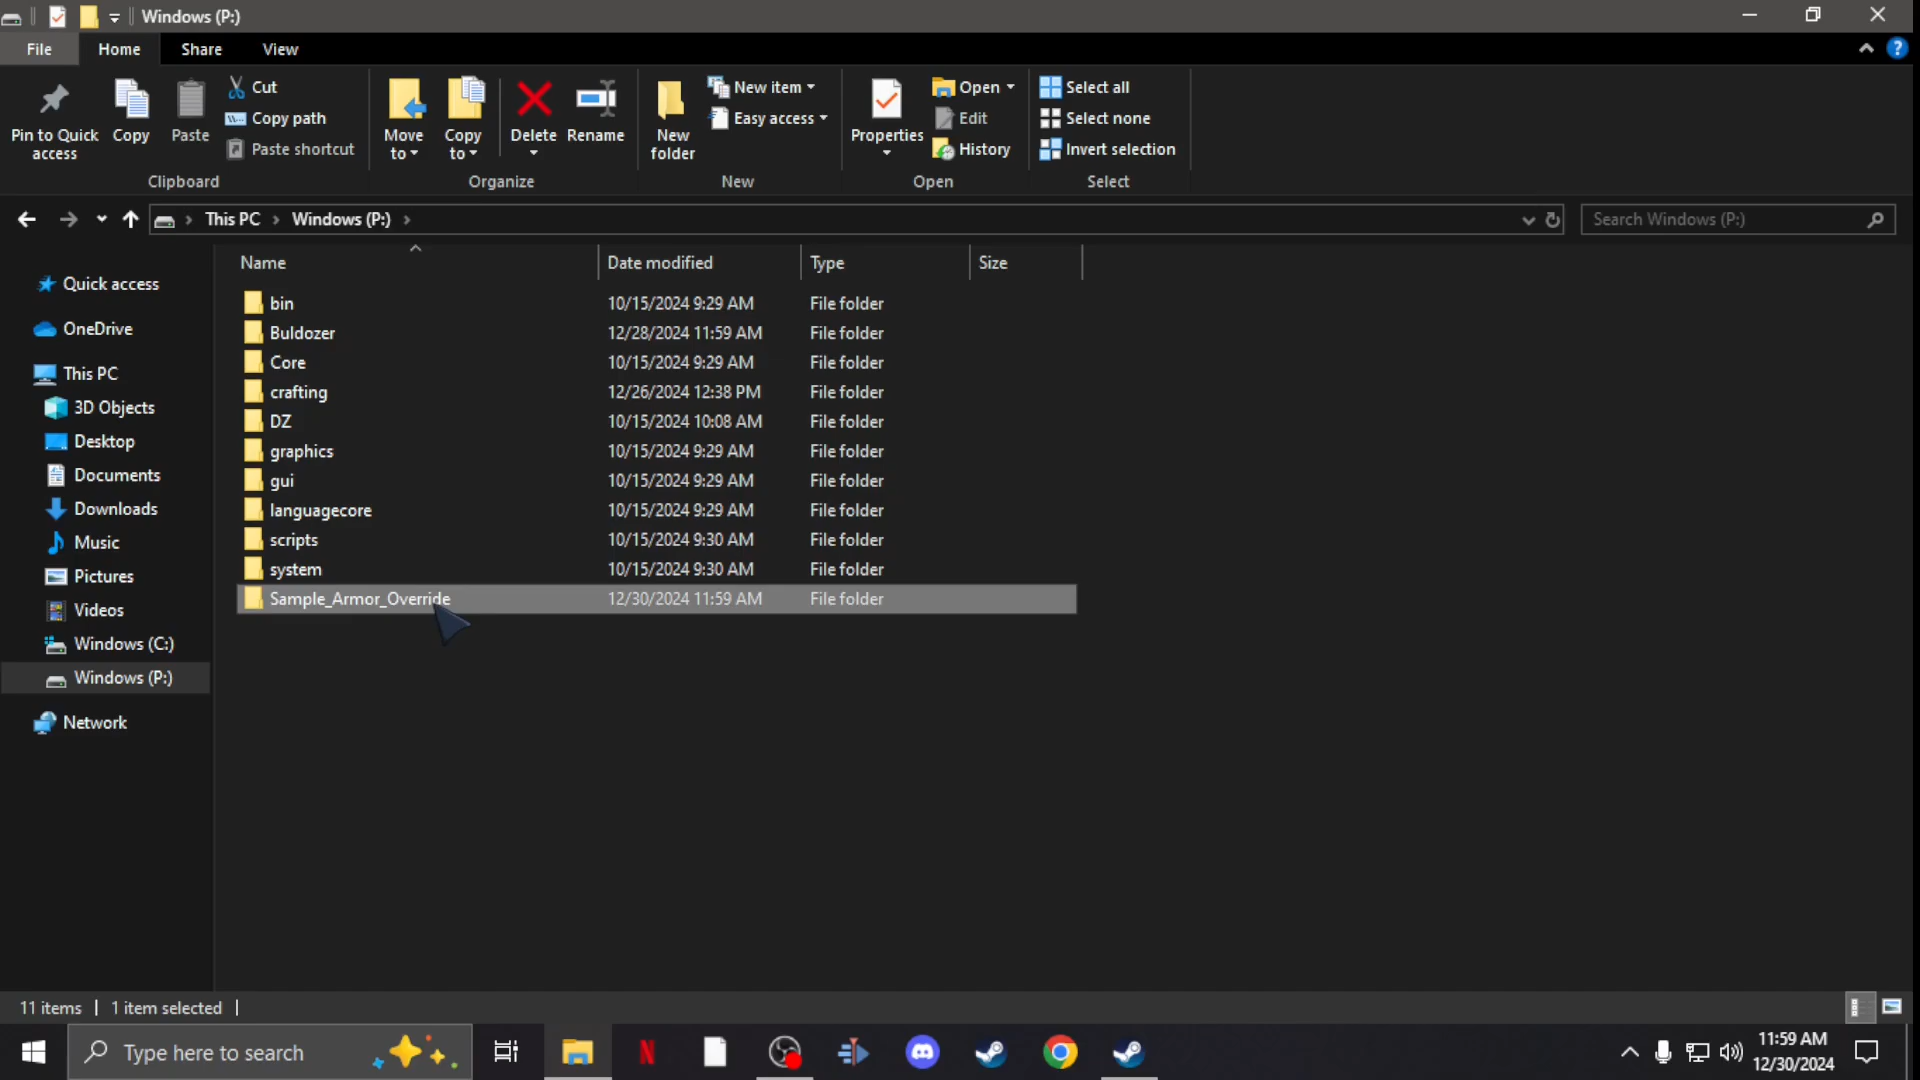 Windows (P:)
File Home Share View
Pin to Quick access
Copy
Paste
Cut
Copy path
Paste shortcut
Clipboard
Move to
Copy to
Delete
Rename
Organize
New folder
New item
Easy access
New
Properties
Open
Edit
History
Open
Select all
Select none
Invert selection
Select
This PC > Windows (P:) >
Search Windows (P:)
Quick access
OneDrive
This PC
3D Objects
Desktop
Documents
Downloads
Music
Pictures
Videos
Windows (C:)
Windows (P:)
Network
Name Date modified Type Size
bin 10/15/2024 9:29 AM File folder
Buldozer 12/28/2024 11:59 AM File folder
Core 10/15/2024 9:29 AM File folder
crafting 12/26/2024 12:38 PM File folder
DZ 10/15/2024 10:08 AM File folder
graphics 10/15/2024 9:29 AM File folder
gui 10/15/2024 9:29 AM File folder
languagecore 10/15/2024 9:29 AM File folder
scripts 10/15/2024 9:30 AM File folder
system 10/15/2024 9:30 AM File folder
Sample_Armor_Override 12/30/2024 11:59 AM File folder
11 items | 1 item selected |
Type here to search
11:59 AM
12/30/2024